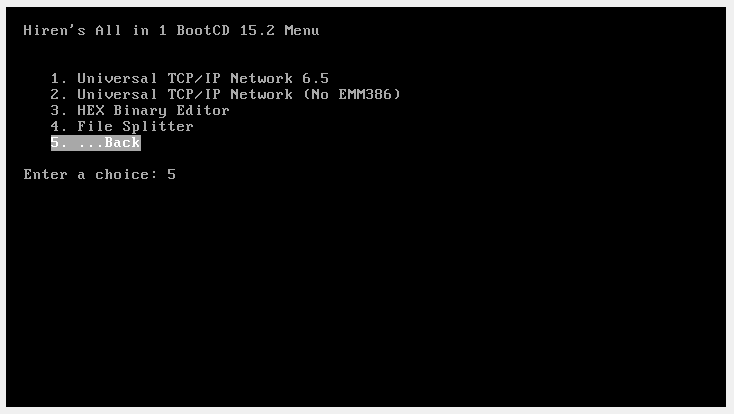 Hiren's All in 1 BootCD 15.2 Menu
1. Universal TCP/IP Network 6.5
2. Universal TCP/IP Network (No EMM386)
3. HEX Binary Editor
4. File Splitter
5. ...Back
Enter a choice: 5